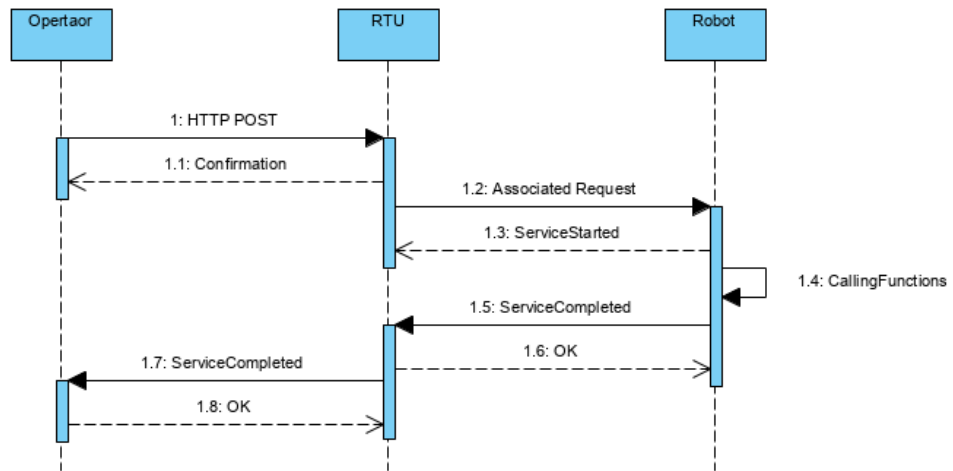 Opertaor
RTU
Robot
1: HTTP POST
1.1: Confirmation
1.2: Associated Request
1.3: ServiceStarted
1.4: CallingFunctions
1.5: ServiceCompleted
1.6: OK
1.7: ServiceCompleted
1.8: OK